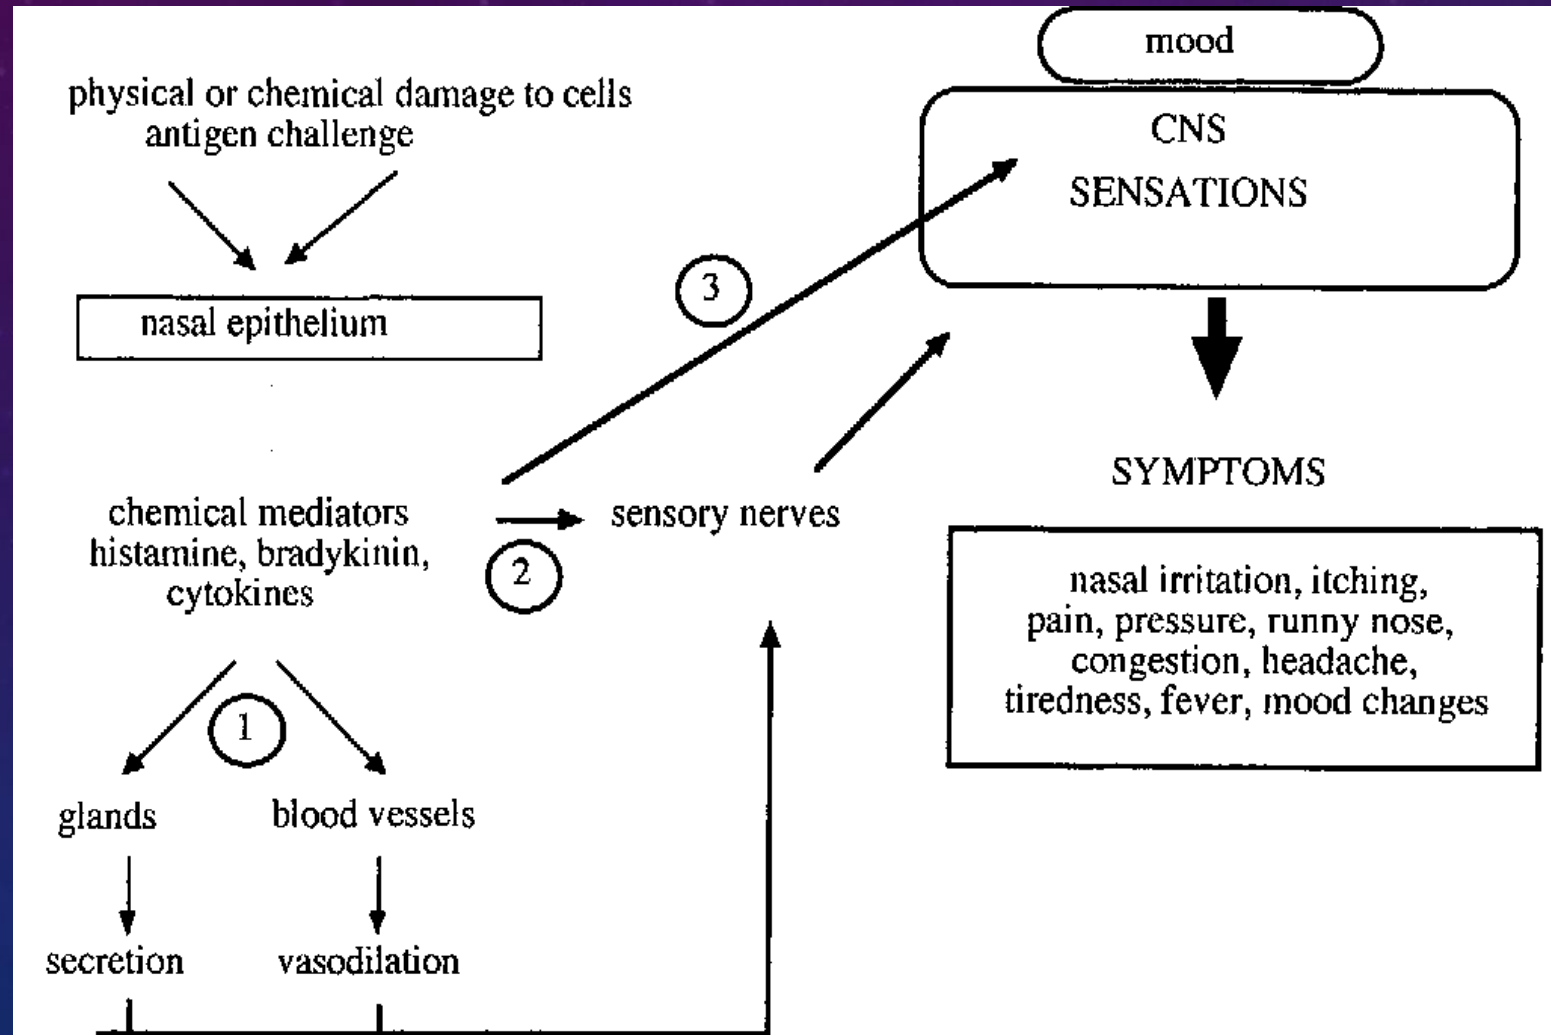 physical or chemical damage to cells
antigen challenge
nasal epithelium
chemical mediators
histamine, bradykinin,
cytokines
2
sensory nerves
3
1
glands
blood vessels
secretion
vasodilation
mood
CNS
SENSATIONS
SYMPTOMS
nasal irritation, itching,
pain, pressure, runny nose,
congestion, headache,
tiredness, fever, mood changes